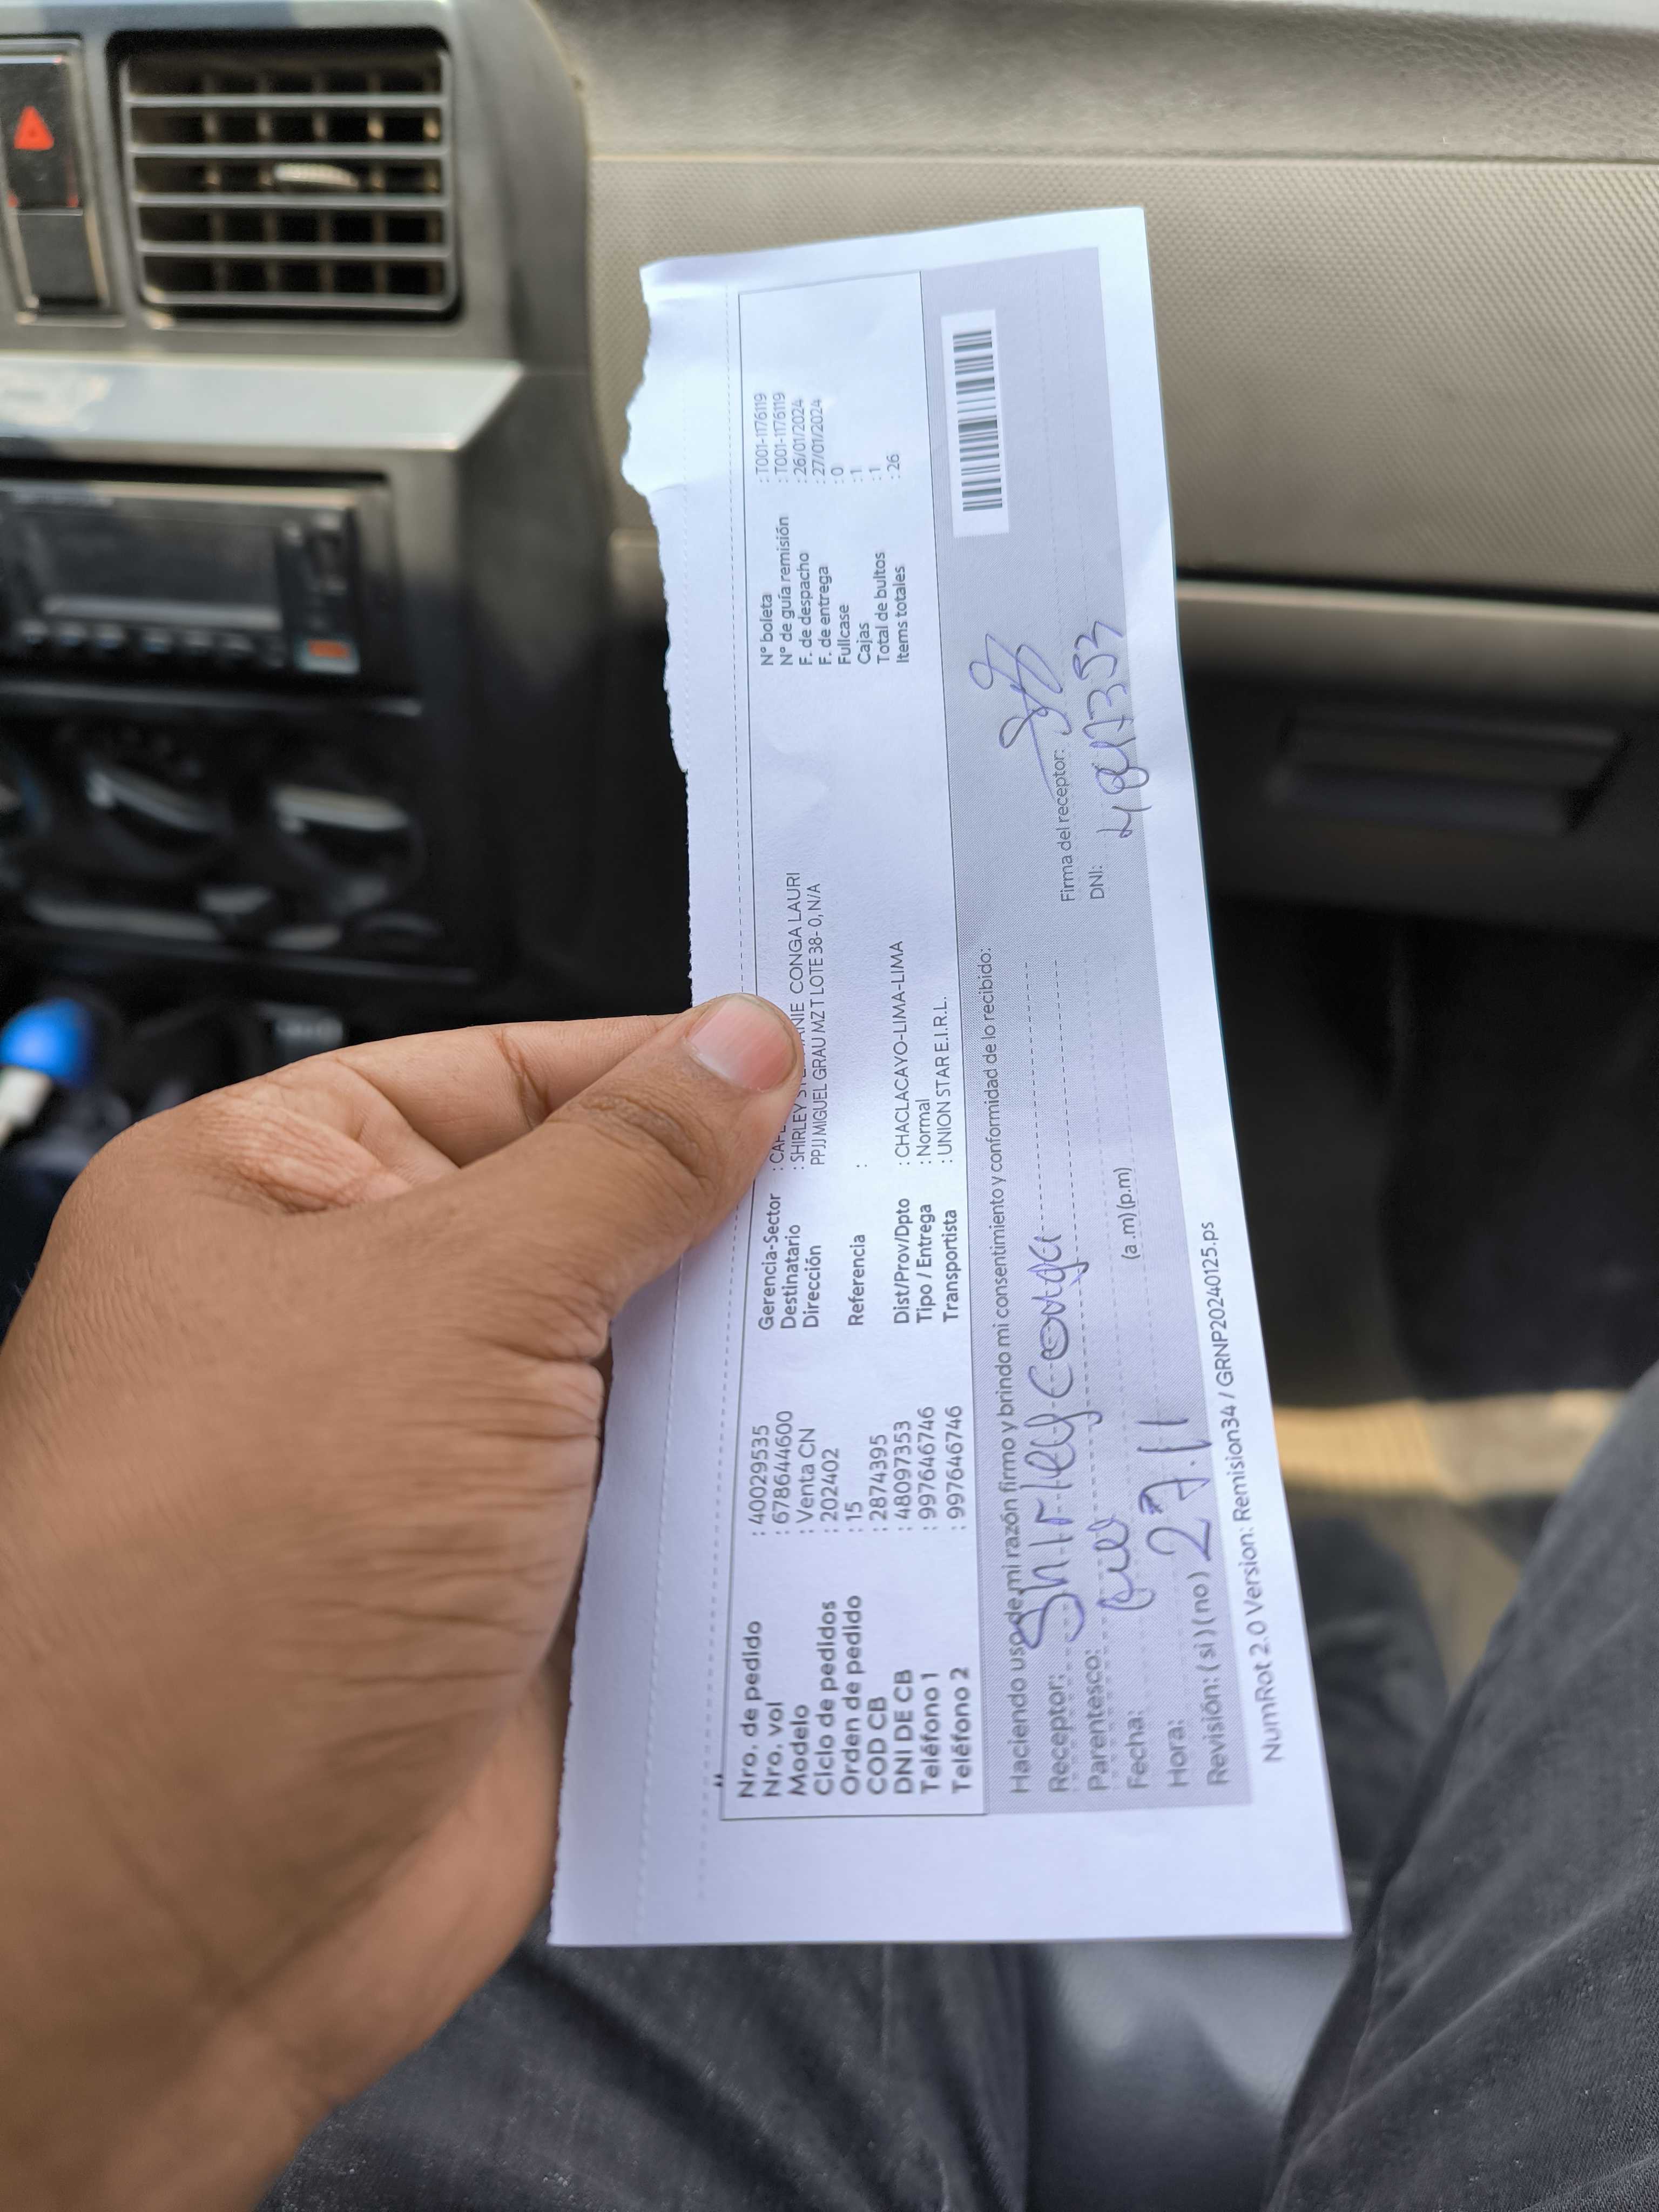 Nro. de pedido : 40029535
Nro. vol : 678644600
Modelo : Venta CN
Ciclo de pedidos : 202402
Orden de pedido : 15
COD CB : 2874395
DNI DE CB : 48097353
Teléfono 1 : 997646746
Teléfono 2 : 997646746
Gerencia-Sector :
Destinatario : SHIRLEY CONGA LAURI
Dirección PPJJ MIGUEL GRAU MZ T LOTE 38- 0, N/A
Referencia :
Dist/Prov/Dpto : CHACLACAYO-LIMA-LIMA
Tipo / Entrega : Normal
Transportista : UNION STAR E.I.R.L.
N° boleta : T001-1176119
N° de guía remisión : T001-1176119
F. de despacho : 26/01/2024
F. de entrega : 27/01/2024
Fullcase : 0
Cajas : 1
Total de bultos : 1
Items totales : 26
Haciendo uso de mi razón firmo y brindo mi consentimiento y conformidad de lo recibido:
Receptor: Shirley Conga
Parentesco:
Fecha:
Hora: 27.11 (a .m) (p.m)
Revisión: ( si ) ( no )
Firma del receptor:
DNI:
NumRot 2.0 Version: Remision34 / GRNP20240125.ps